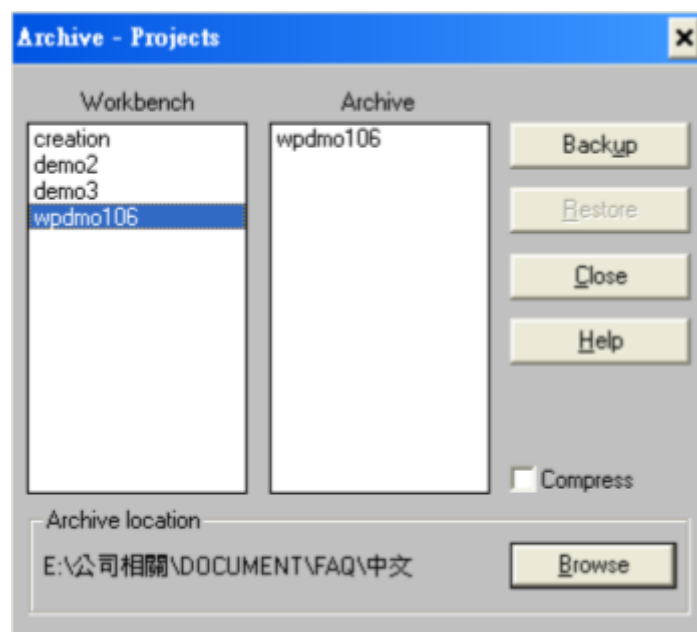 Archive - Projects
Workbench
Archive
creation
demo2
demo3
wpdmo106
wpdmo106
Backup
Restore
Close
Help
Compress
Archive location
E:\公司相關\DOCUMENT\FAQ\中文
Browse